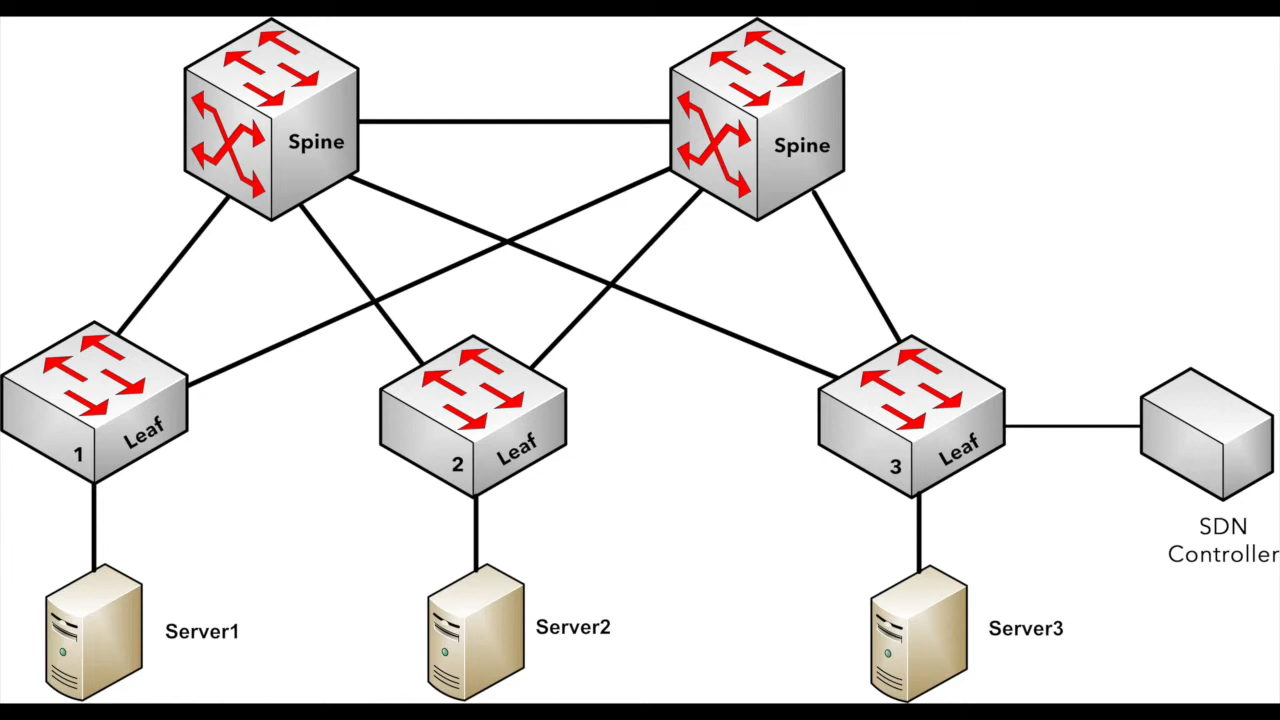 Spine
Spine
1
Leaf
2
Leaf
3
Leaf
SDN
Controller
Server1
Server2
Server3